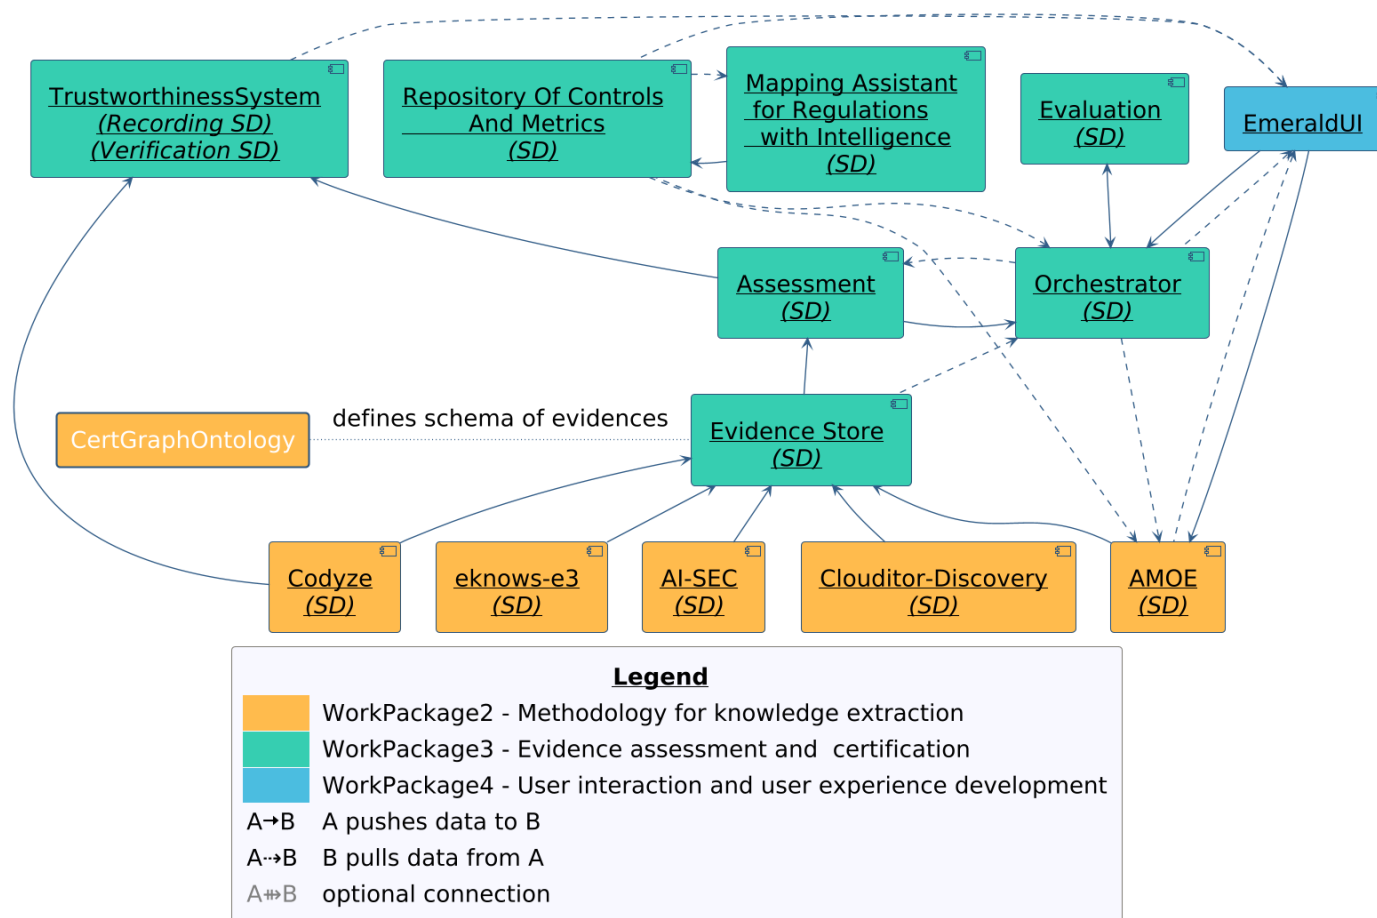 TrustworthinessSystem
(Recording SD)
(Verification SD)
Repository Of Controls
And Metrics
(SD)
Mapping Assistant
for Regulations
with Intelligence
(SD)
Evaluation
(SD)
EmeraldUI
Assessment
(SD)
Orchestrator
(SD)
CertGraphOntology
defines schema of evidences
Evidence Store
(SD)
Codyze
(SD)
eknows-e3
(SD)
AI-SEC
(SD)
Clouditor-Discovery
(SD)
AMOE
(SD)
Legend
WorkPackage2 - Methodology for knowledge extraction
WorkPackage3 - Evidence assessment and  certification
WorkPackage4 - User interaction and user experience development
A→B A pushes data to B
A⇢B B pulls data from A
A⇻B optional connection